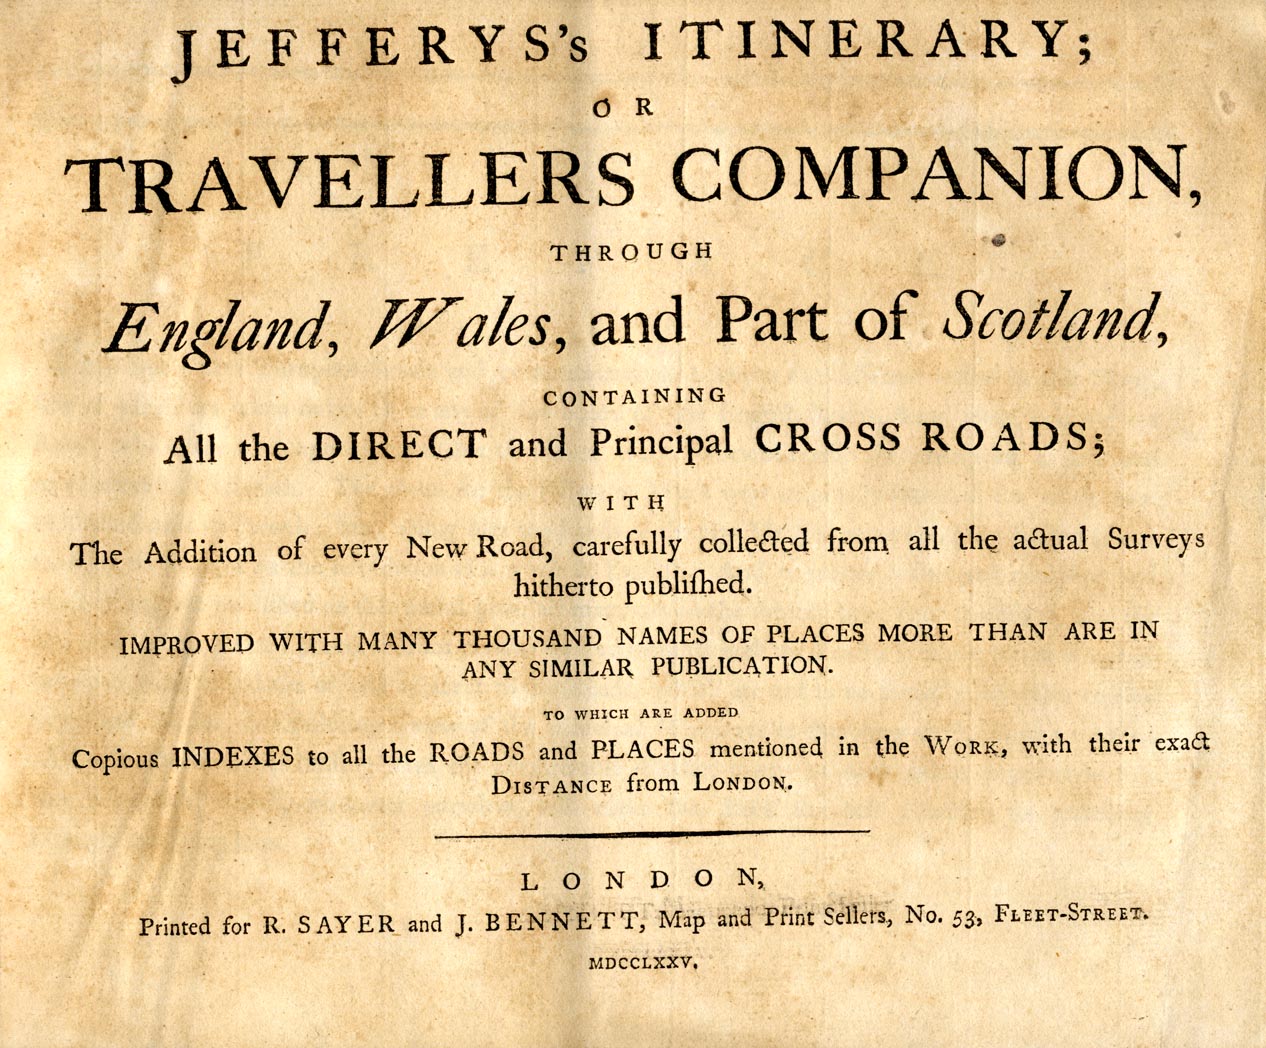 JEFFERYS's ITINERARY;
OR
TRAVELLERS COMPANION,
THROUGH
England, Wales, and Part of Scotland,
CONTAINING
All the DIRECT and Principal CROSS ROADS;
WITH
The Addition of every New Road, carefully collected from all the actual Surveys
hitherto publiſhed.
IMPROVED WITH MANY THOUSAND NAMES OF PLACES MORE THAN ARE IN
ANY SIMILAR PUBLICATION.
TO WHICH ARE ADDED
Copious INDEXES to all the ROADS and PLACES mentioned in the WORK, with their exact
DISTANCE from LONDON.
LONDON,
Printed for R. SAYER and J. BENNETT, Map and Print Sellers, No. 53, FLEET-STREET.
MDCCLXXV.